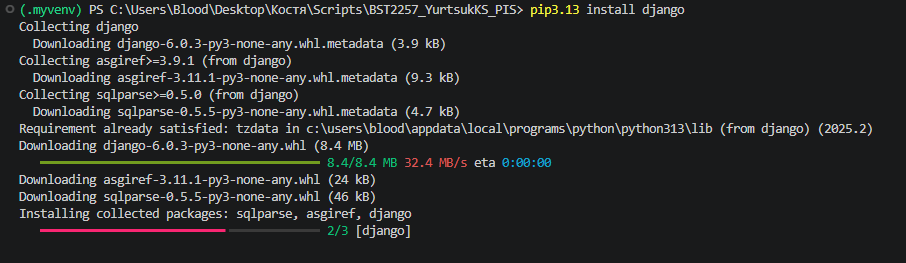 (.myvenv) PS C:\Users\Blood\Desktop\Костя\Scripts\BST2257_YurtsukKS_PIS> pip3.13 install django
Collecting django
  Downloading django-6.0.3-py3-none-any.whl.metadata (3.9 kB)
Collecting asgiref>=3.9.1 (from django)
  Downloading asgiref-3.11.1-py3-none-any.whl.metadata (9.3 kB)
Collecting sqlparse>=0.5.0 (from django)
  Downloading sqlparse-0.5.5-py3-none-any.whl.metadata (4.7 kB)
Requirement already satisfied: tzdata in c:\users\blood\appdata\local\programs\python\python313\lib (from django) (2025.2)
Downloading django-6.0.3-py3-none-any.whl (8.4 MB)
8.4/8.4 MB 32.4 MB/s eta 0:00:00
Downloading asgiref-3.11.1-py3-none-any.whl (24 kB)
Downloading sqlparse-0.5.5-py3-none-any.whl (46 kB)
Installing collected packages: sqlparse, asgiref, django
2/3 [django]